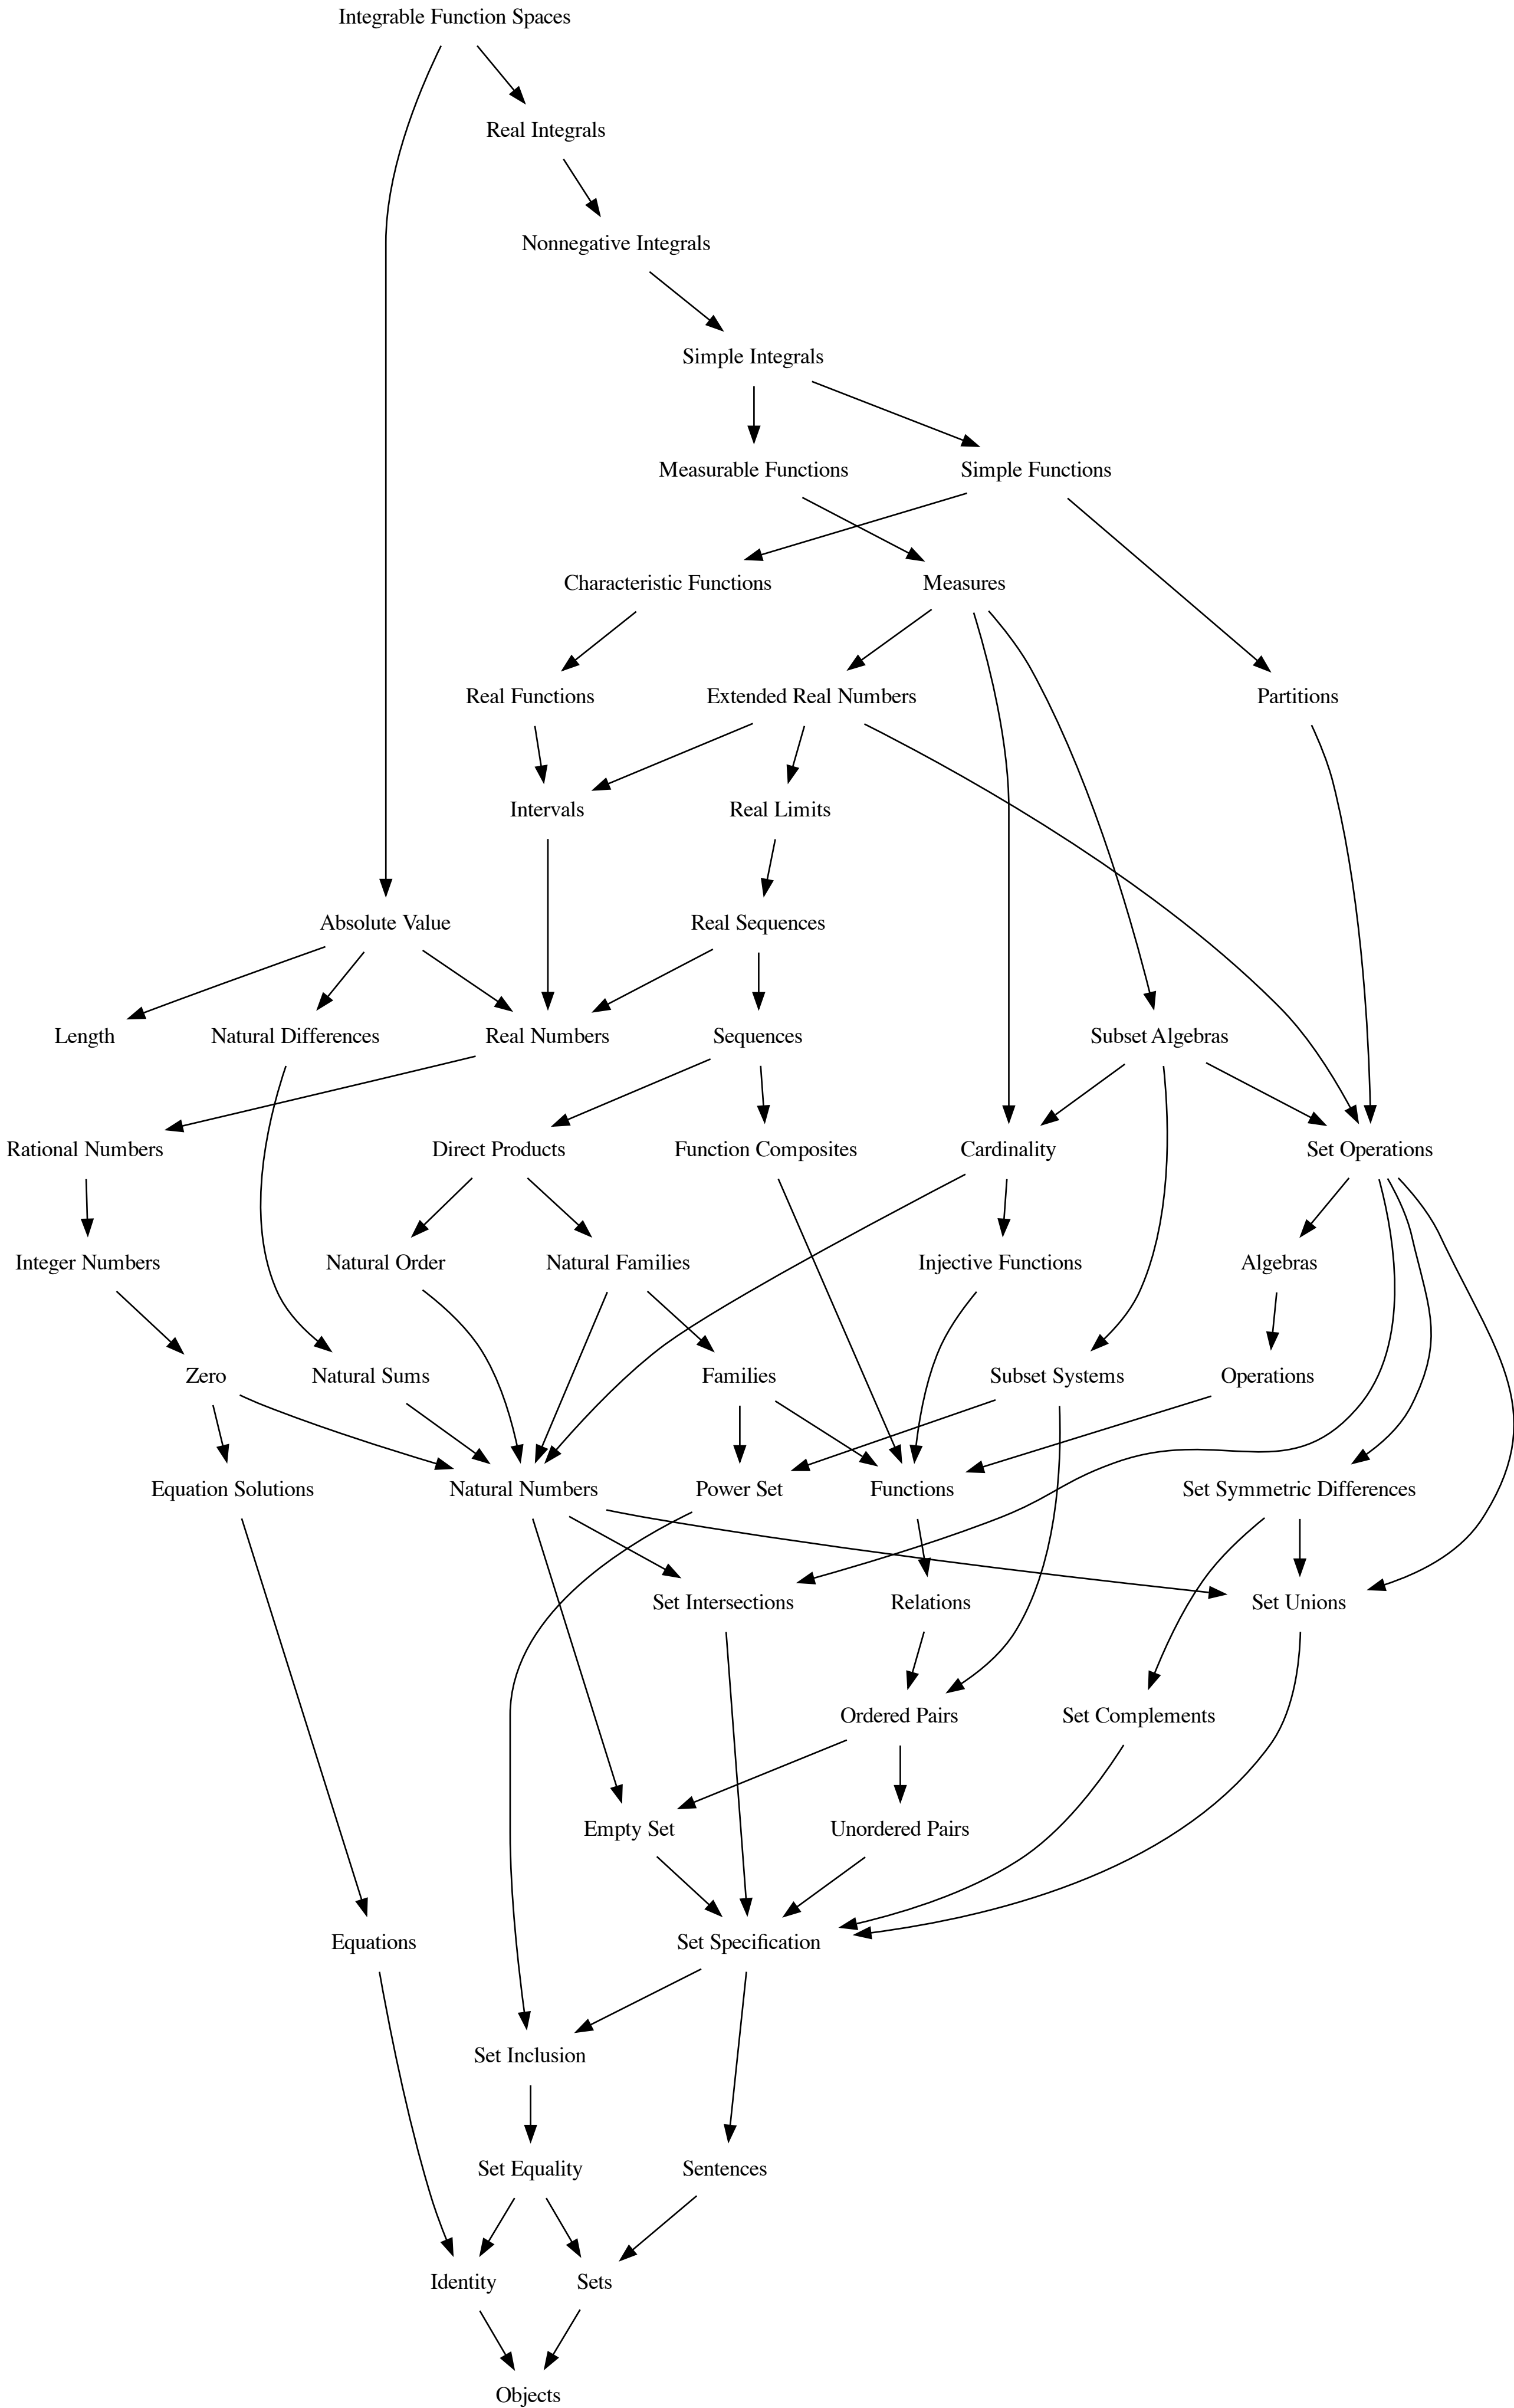 Integrable Function Spaces
Real Integrals
Nonnegative Integrals
Simple Integrals
Measurable Functions
Simple Functions
Characteristic Functions
Measures
Real Functions
Extended Real Numbers
Partitions
Intervals
Real Limits
Absolute Value
Real Sequences
Length
Natural Differences
Real Numbers
Sequences
Subset Algebras
Rational Numbers
Direct Products
Function Composites
Cardinality
Set Operations
Integer Numbers
Natural Order
Natural Families
Injective Functions
Algebras
Zero
Natural Sums
Families
Subset Systems
Operations
Equation Solutions
Natural Numbers
Power Set
Functions
Set Symmetric Differences
Set Intersections
Relations
Set Unions
Ordered Pairs
Set Complements
Empty Set
Unordered Pairs
Equations
Set Specification
Set Inclusion
Set Equality
Sentences
Identity
Sets
Objects